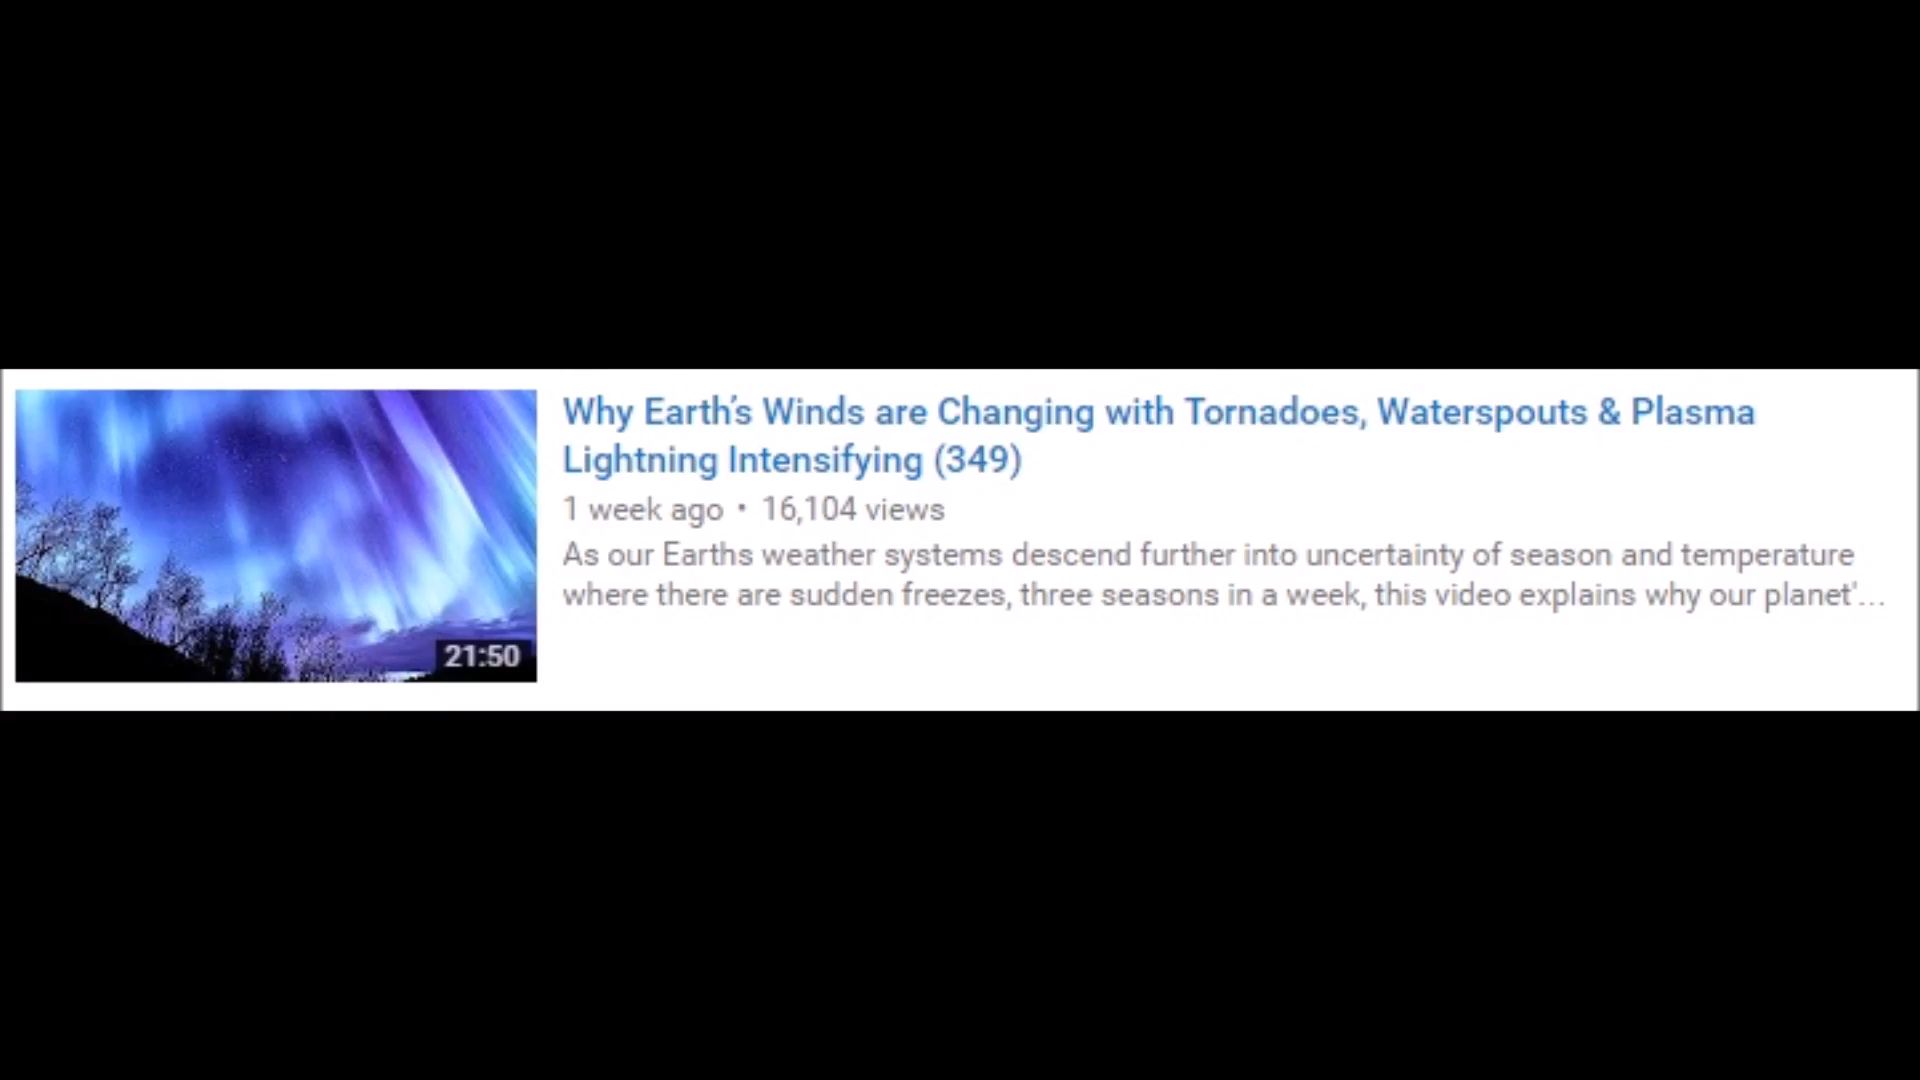 Why Earth's Winds are Changing with Tornadoes, Waterspouts & Plasma
Lightning Intensifying (349)
1 week ago • 16,104 views
As our Earths weather systems descend further into uncertainty of season and temperature
where there are sudden freezes, three seasons in a week, this video explains why our planet'...
21:50